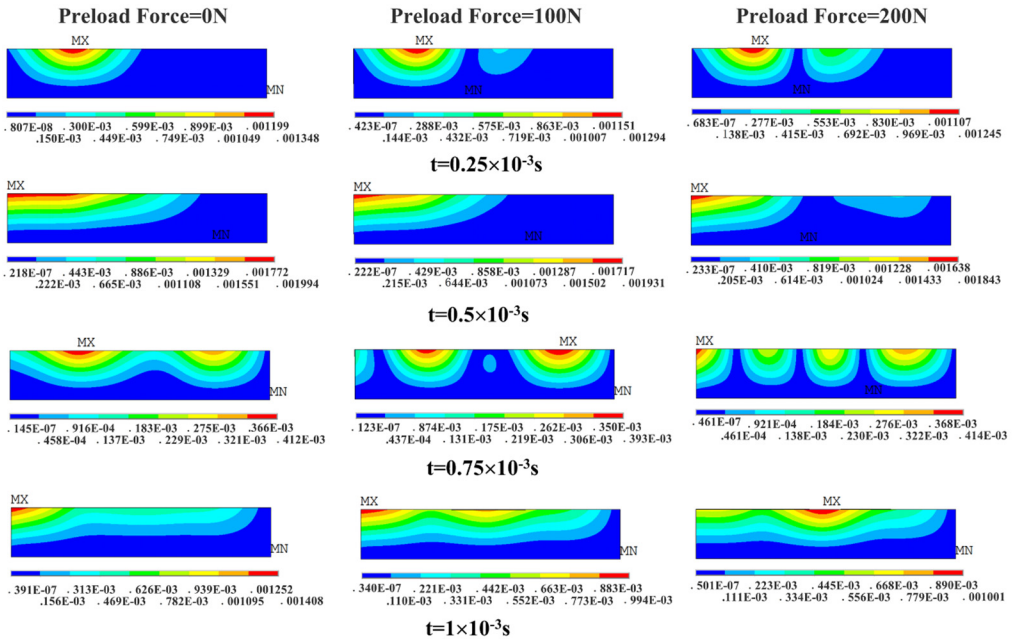 Preload Force=0N Preload Force=100N Preload Force=200N
MX MX MX
MN MN MN
.807E-08 .300E-03 .599E-03 .899E-03 .001199 .423E-07 .288E-03 .575E-03 .863E-03 .001151 .683E-07 .277E-03 .553E-03 .830E-03 .001107
.150E-03 .449E-03 .749E-03 .001049 .001348 .144E-03 .432E-03 .719E-03 .001007 .001294 .138E-03 .415E-03 .692E-03 .969E-03 .001245
t=0.25×10⁻³s
MX MX MX
MN MN MN
.218E-07 .443E-03 .886E-03 .001329 .001772 .222E-07 .429E-03 .858E-03 .001287 .001717 .233E-07 .410E-03 .819E-03 .001228 .001638
.222E-03 .665E-03 .001108 .001551 .001994 .215E-03 .644E-03 .001073 .001502 .001931 .205E-03 .614E-03 .001024 .001433 .001843
t=0.5×10⁻³s
MX MX
MN MN MN
.145E-07 .916E-04 .183E-03 .275E-03 .366E-03 .123E-07 .874E-03 .175E-03 .262E-03 .350E-03 .461E-07 .921E-04 .184E-03 .276E-03 .368E-03
.458E-04 .137E-03 .229E-03 .321E-03 .412E-03 .437E-04 .131E-03 .219E-03 .306E-03 .393E-03 .461E-04 .138E-03 .230E-03 .322E-03 .414E-03
t=0.75×10⁻³s
MX MX MX
MN MN MN
.391E-07 .313E-03 .626E-03 .939E-03 .001252 .340E-07 .221E-03 .442E-03 .663E-03 .883E-03 .501E-07 .223E-03 .445E-03 .668E-03 .890E-03
.156E-03 .469E-03 .782E-03 .001095 .001408 .110E-03 .331E-03 .552E-03 .773E-03 .994E-03 .111E-03 .334E-03 .556E-03 .779E-03 .001001
t=1×10⁻³s